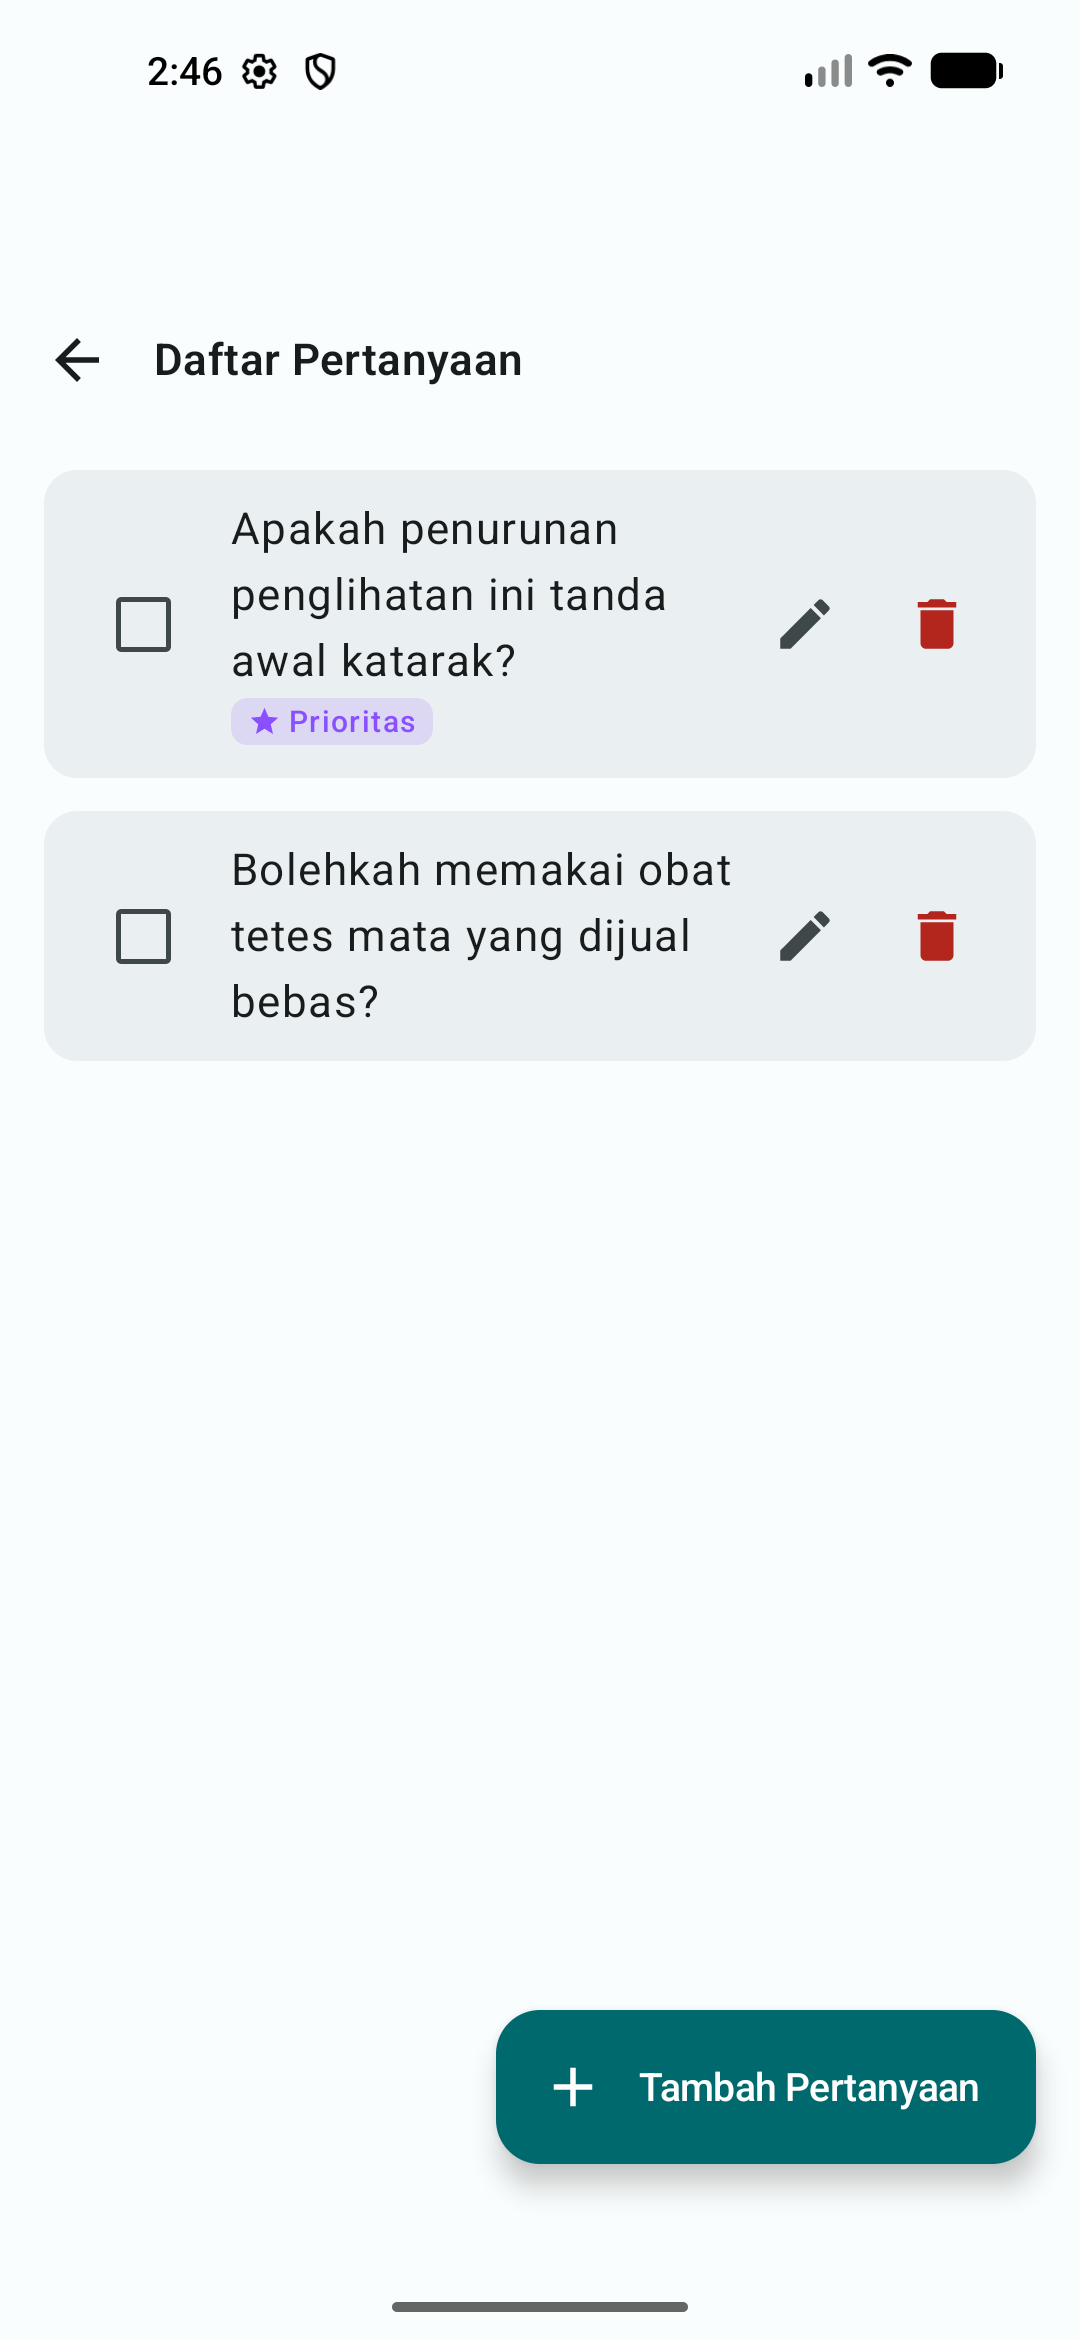 2:46
Daftar Pertanyaan
Apakah penurunan
penglihatan ini tanda
awal katarak?
Prioritas
Bolehkah memakai obat
tetes mata yang dijual
bebas?
Tambah Pertanyaan